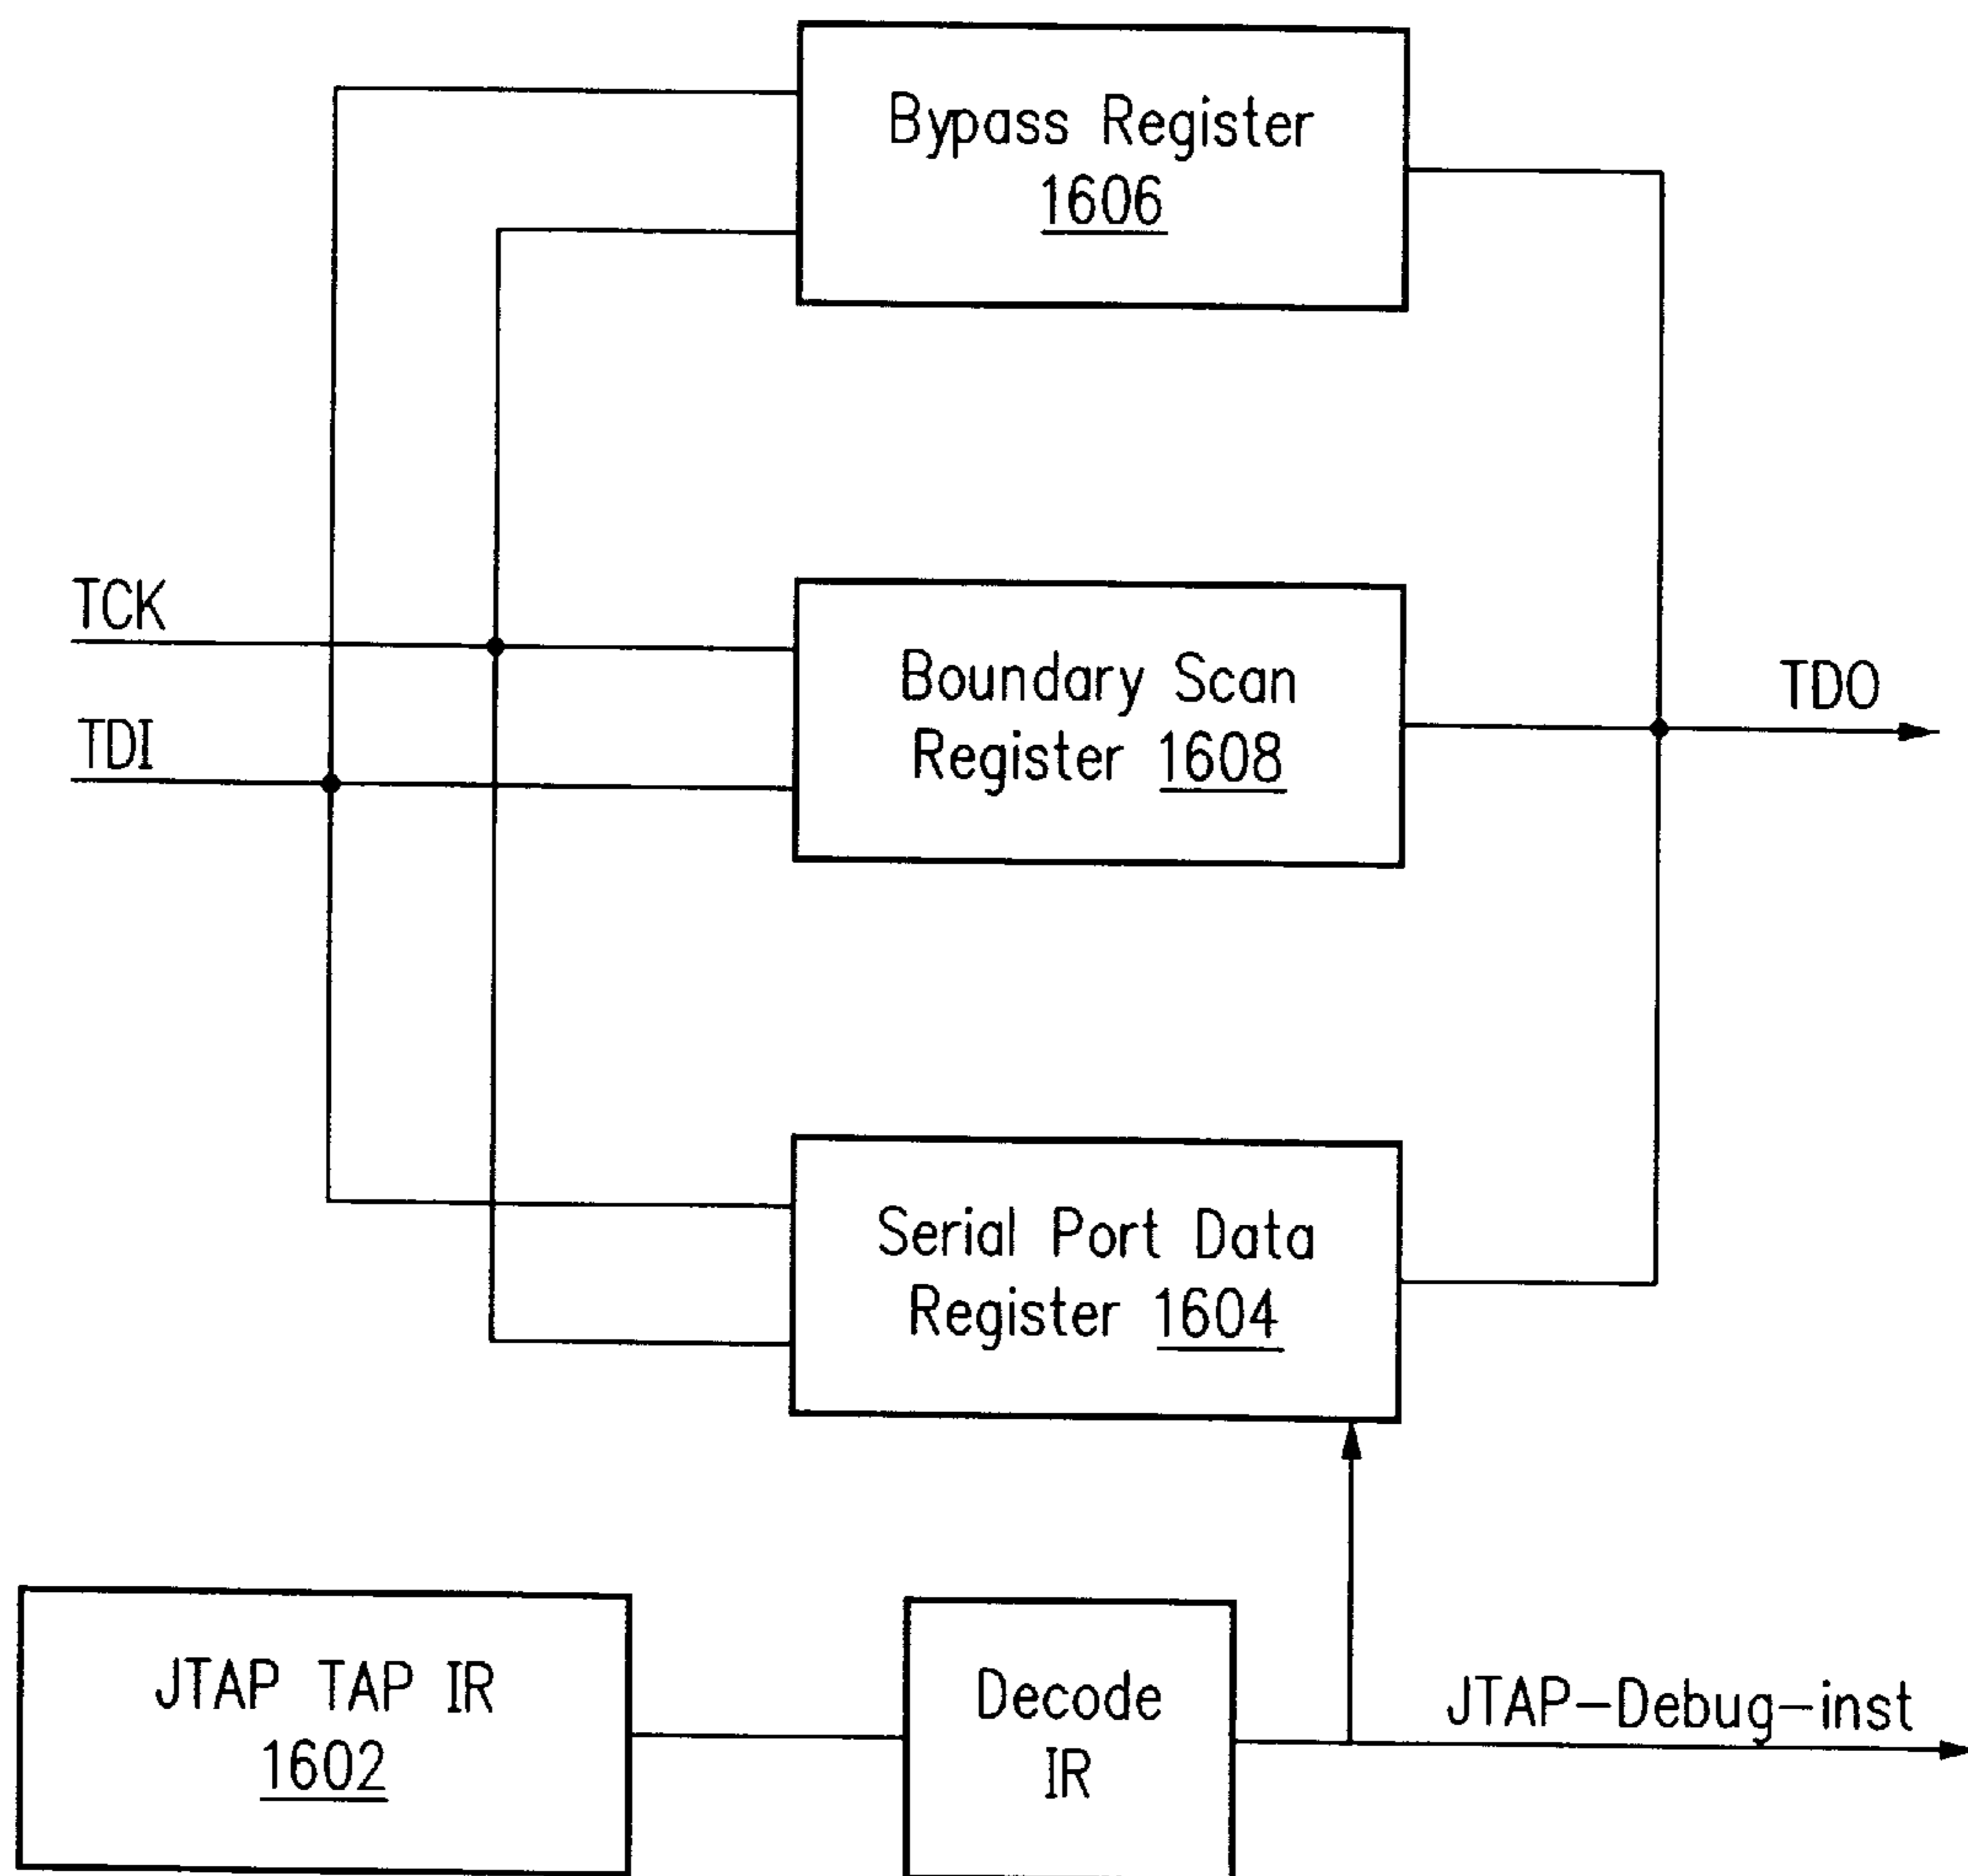 Bypass Register
1606
TCK
TDI
Boundary Scan
Register 1608
TDO
Serial Port Data
Register 1604
JTAP TAP IR
1602
Decode
IR
JTAP-Debug-inst